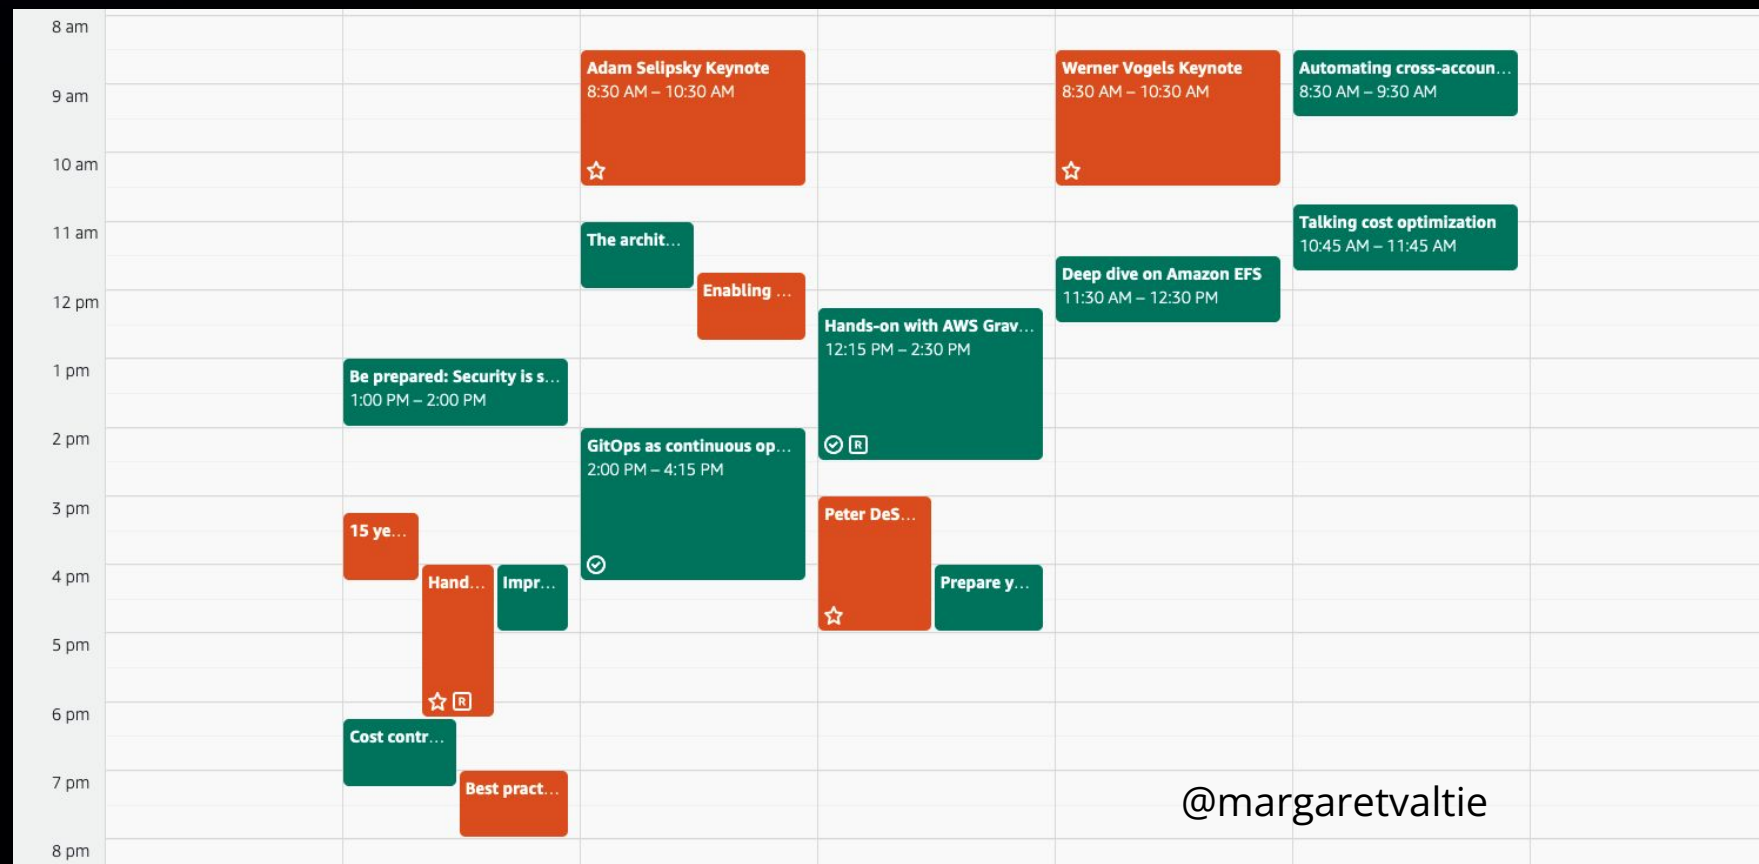 8 am
9 am
10 am
11 am
12 pm
1 pm
2 pm
3 pm
4 pm
5 pm
6 pm
7 pm
8 pm
Be prepared: Security is s...
1:00 PM – 2:00 PM
15 ye...
Hand...
R
Impr...
Cost contr...
Best pract...
Adam Selipsky Keynote
8:30 AM – 10:30 AM
The archit...
Enabling ...
GitOps as continuous op...
2:00 PM – 4:15 PM
Hands-on with AWS Grav...
12:15 PM – 2:30 PM
R
Peter DeS...
Prepare y...
Werner Vogels Keynote
8:30 AM – 10:30 AM
Deep dive on Amazon EFS
11:30 AM – 12:30 PM
Automating cross-accoun...
8:30 AM – 9:30 AM
Talking cost optimization
10:45 AM – 11:45 AM
@margaretvaltie